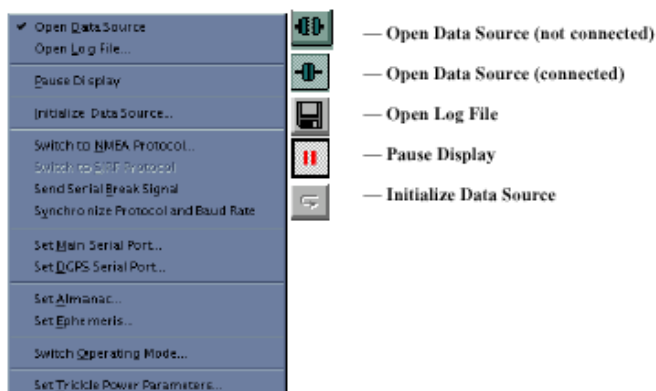 Open Data Source
Open Log File...
Pause Display
Initialize Data Source...
Switch to NMEA Protocol...
Switch to SiRF Protocol
Send Serial Break Signal
Synchronize Protocol and Baud Rate
Set Main Serial Port...
Set DGPS Serial Port...
Set Almanac...
Set Ephemeris...
Switch Operating Mode...
Set Trickle Power Parameters...
— Open Data Source (not connected)
— Open Data Source (connected)
— Open Log File
— Pause Display
— Initialize Data Source